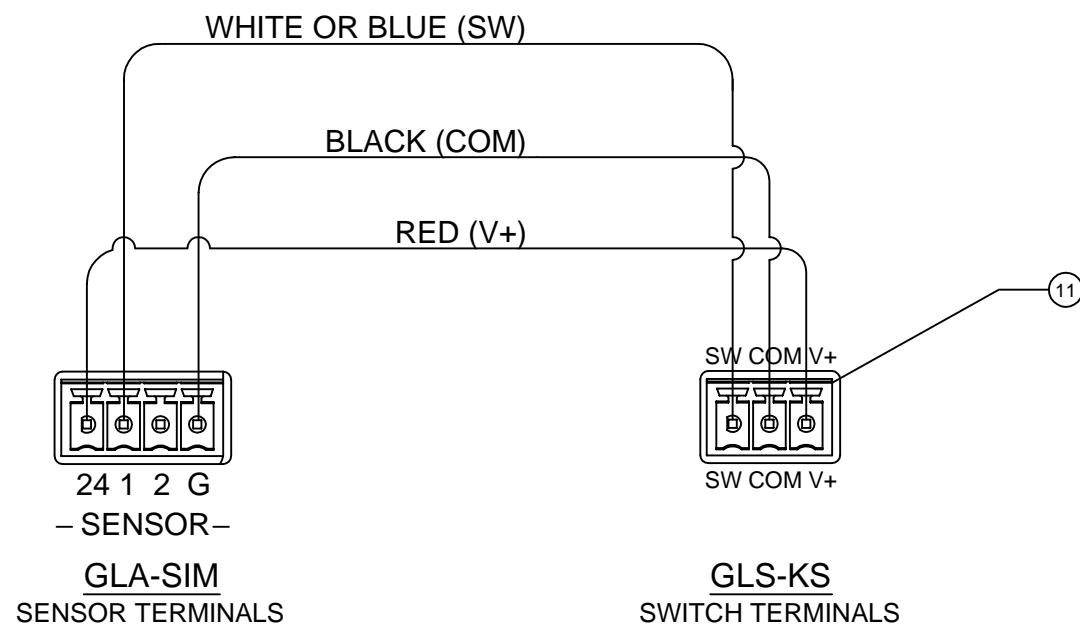 WHITE OR BLUE (SW)
BLACK (COM)
RED (V+)
11
SW COM V+
24 1 2 G
SW COM V+
– SENSOR –
GLA-SIM
GLS-KS
SENSOR TERMINALS
SWITCH TERMINALS